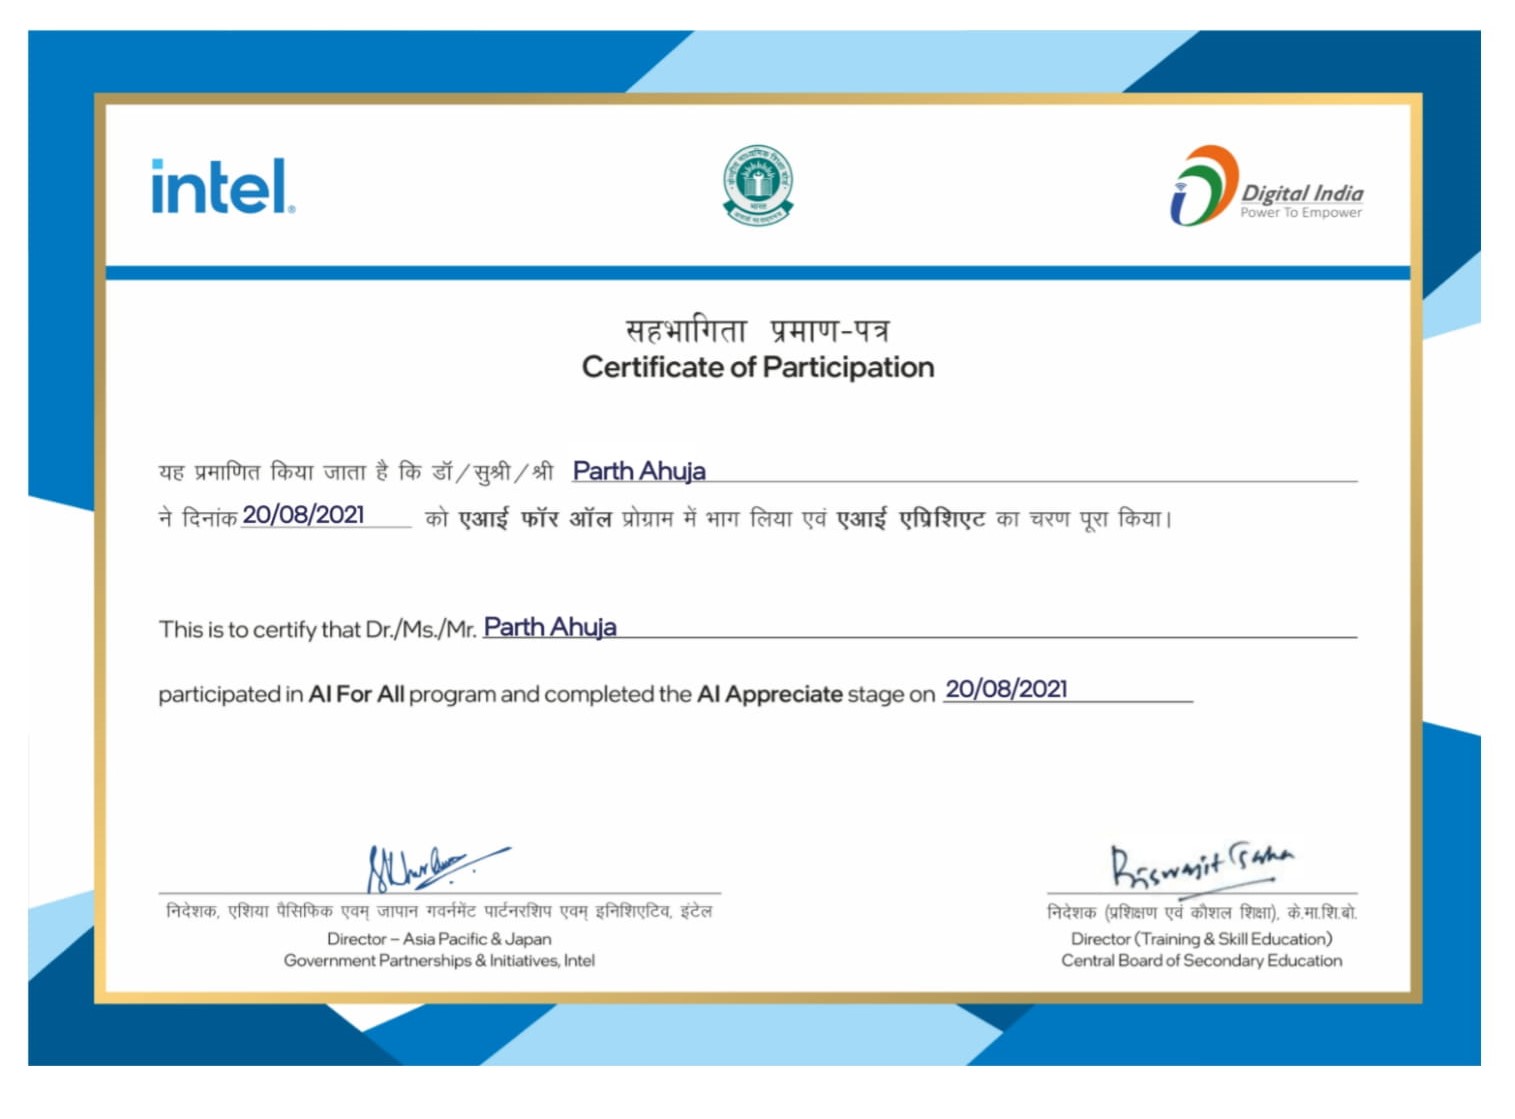 intel.
केन्द्रीय माध्यमिक शिक्षा बोर्ड
भारत
Digital India
Power To Empower
सहभागिता प्रमाण-पत्र
Certificate of Participation
यह प्रमाणित किया जाता है कि डॉ/सुश्री/श्री Parth Ahuja
ने दिनांक 20/08/2021 को एआई फॉर ऑल प्रोग्राम में भाग लिया एवं एआई एप्रिशिएट का चरण पूरा किया।
This is to certify that Dr./Ms./Mr. Parth Ahuja
participated in AI For All program and completed the AI Appreciate stage on 20/08/2021
Biswajit Saha
निदेशक, एशिया पैसिफिक एवम् जापान गवर्नमेंट पार्टनरशिप एवम् इनिशिएटिव, इंटेल
Director – Asia Pacific & Japan
Government Partnerships & Initiatives, Intel
निदेशक (प्रशिक्षण एवं कौशल शिक्षा), के.मा.शि.बो.
Director (Training & Skill Education)
Central Board of Secondary Education